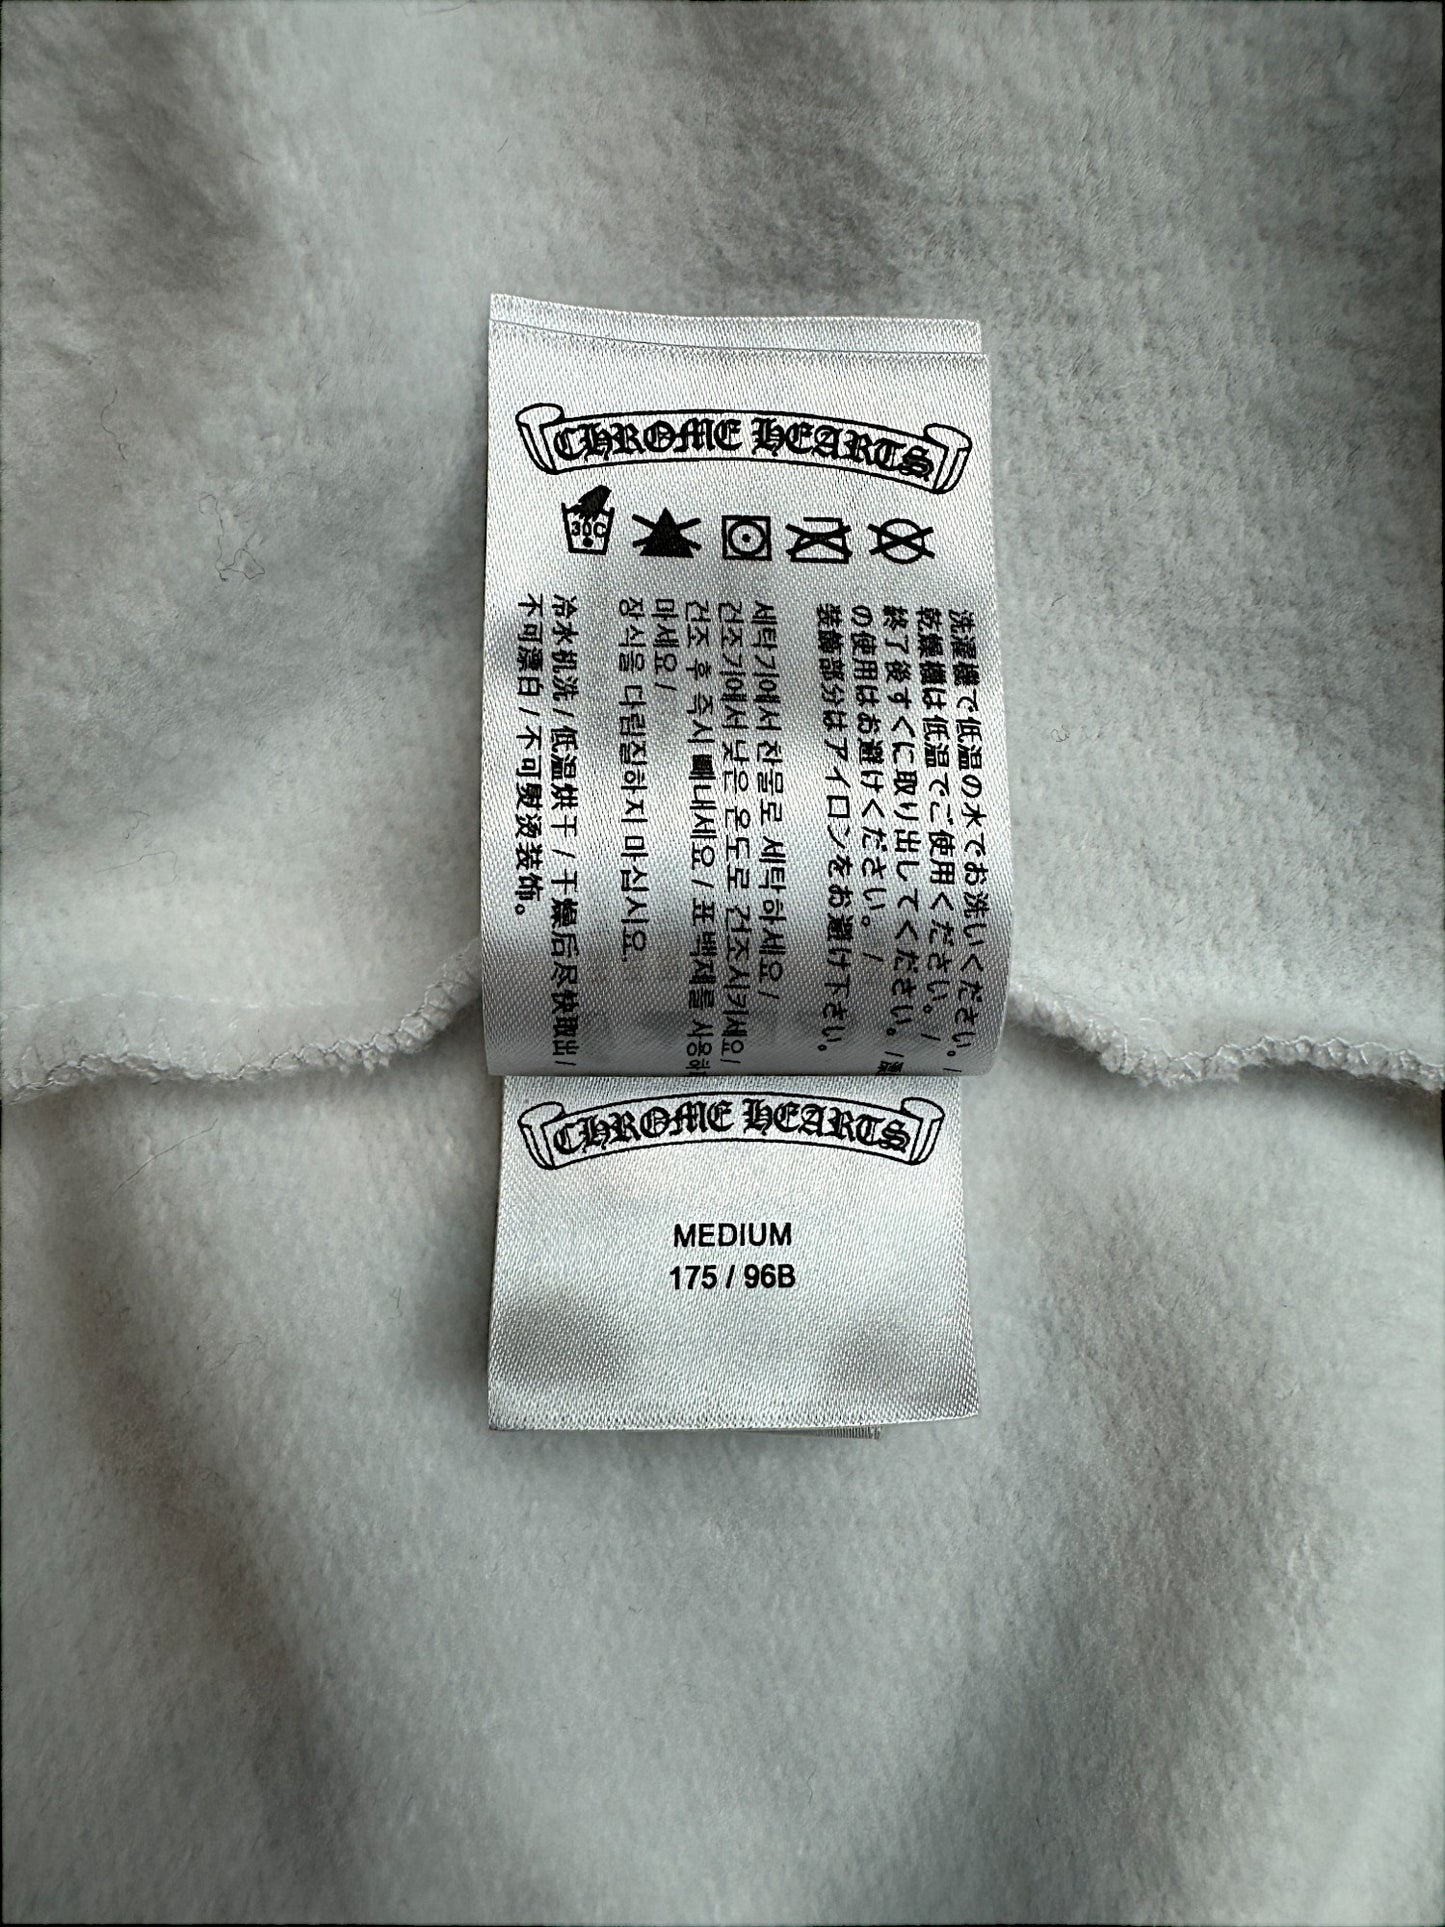 CHROME HEARTS
30C
洗濯機で低温の水でお洗いください。/
乾燥機は低温でご使用ください。/
終了後すぐに取り出してください。/
の使用はお避けください。/
装飾部分はアイロンをお避け下さい。
세탁기에서 찬물로 세탁하세요/
건조기에서 낮은 온도로 건조시키세요/
건조 후 즉시 빼내세요/ 표백제를
마세요/
장식을 다림질하지 마십시요.
冷水机洗/低温烘干/干燥后尽快取出/
不可漂白/不可熨烫装饰。
CHROME HEARTS
MEDIUM
175 / 96B